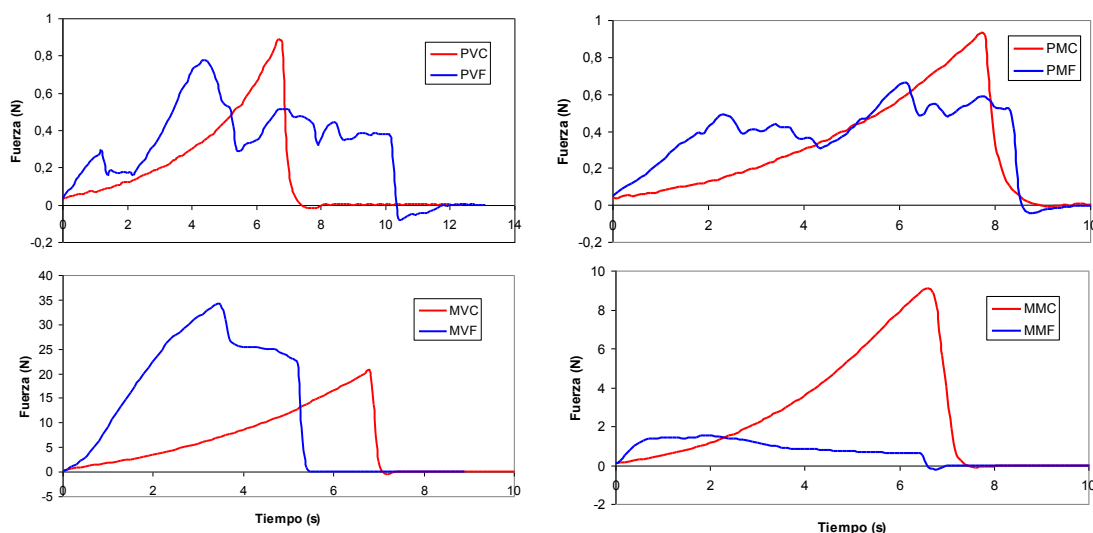 1
0,8
0,6
0,4
0,2
0
-0,2
Fuerza (N)
0 2 4 6 8 10 12 14
PVC
PVF
1
0,8
0,6
0,4
0,2
0
-0,2
Fuerza (N)
0 2 4 6 8 10
PMC
PMF
40
35
30
25
20
15
10
5
0
-5
Fuerza (N)
0 2 4 6 8 10
Tiempo (s)
MVC
MVF
10
8
6
4
2
0
-2
Fuerza (N)
0 2 4 6 8 10
Tiempo (s)
MMC
MMF